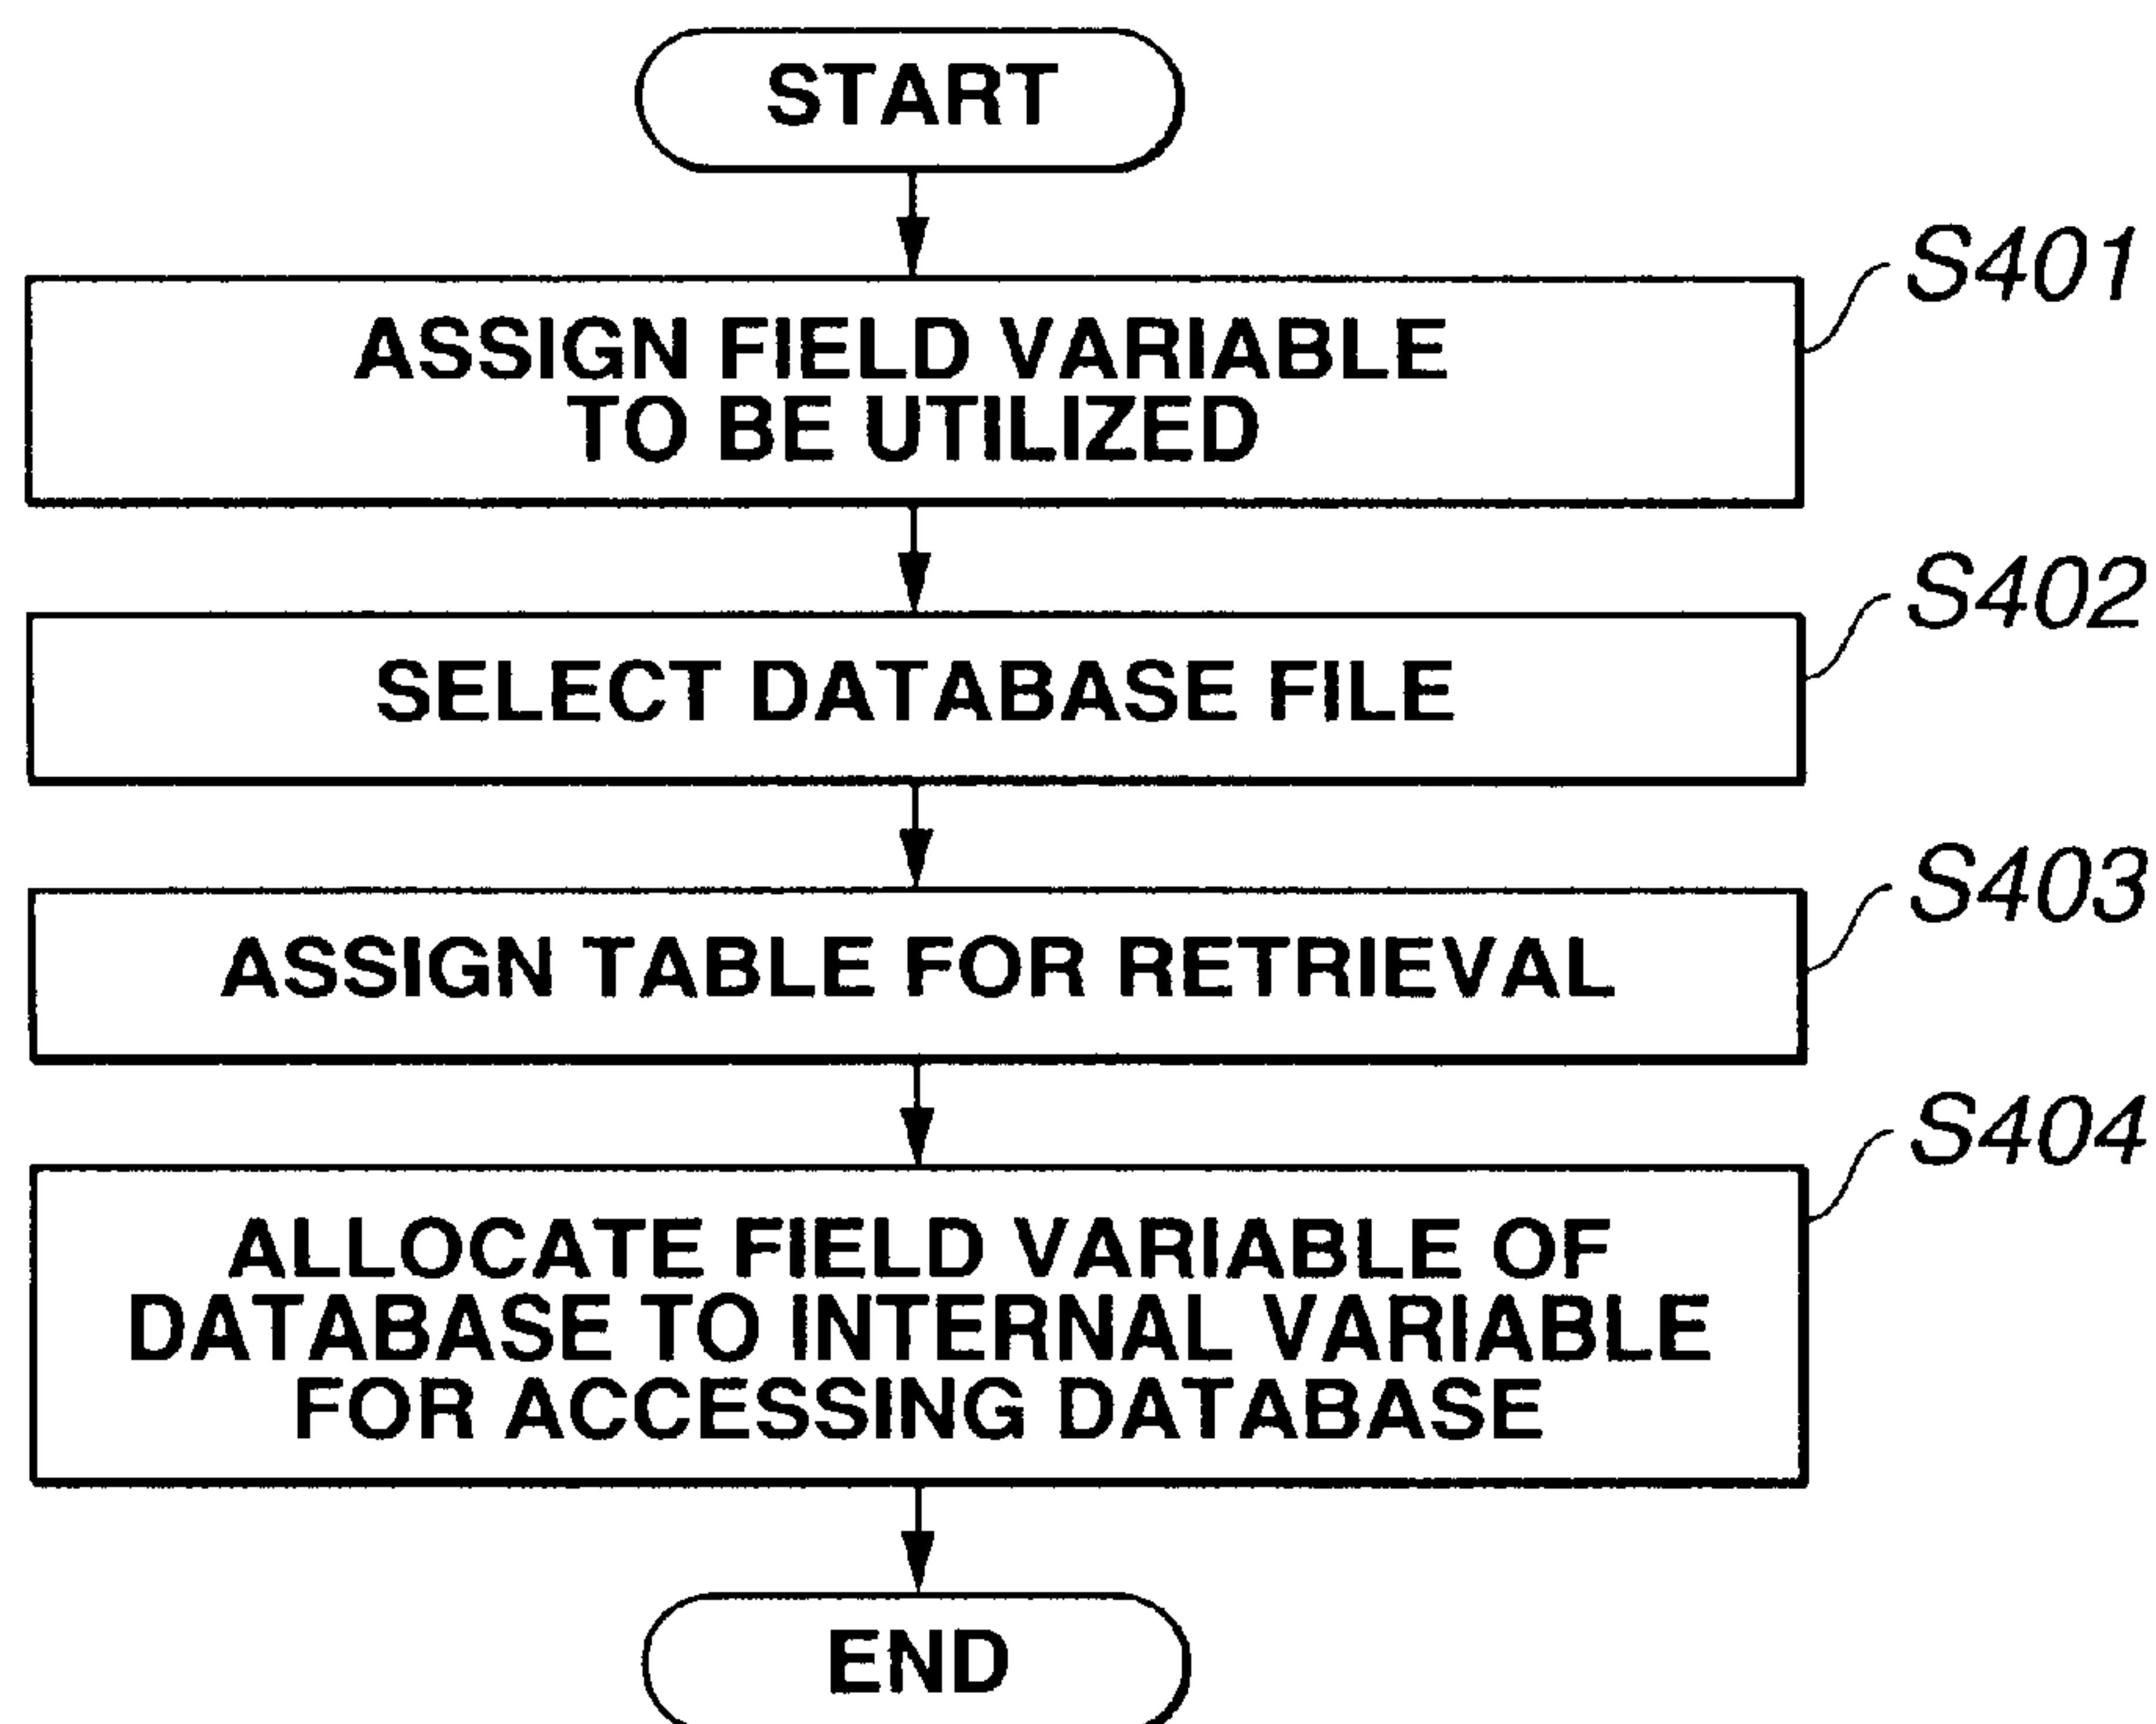 START
S401
ASSIGN FIELD VARIABLE
TO BE UTILIZED
S402
SELECT DATABASE FILE
S403
ASSIGN TABLE FOR RETRIEVAL
S404
ALLOCATE FIELD VARIABLE OF
DATABASE TO INTERNAL VARIABLE
FOR ACCESSING DATABASE
END